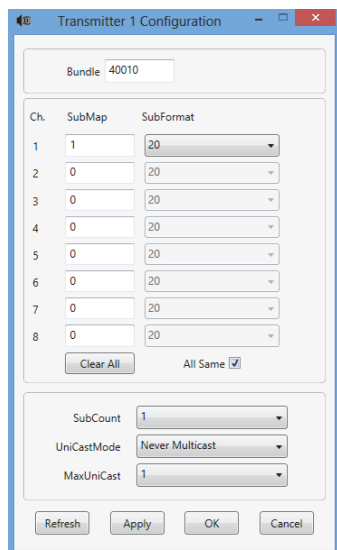 Transmitter 1 Configuration
Bundle 40010
Ch. SubMap SubFormat
1 1 20
2 0 20
3 0 20
4 0 20
5 0 20
6 0 20
7 0 20
8 0 20
Clear All All Same
SubCount 1
UniCastMode Never Multicast
MaxUniCast 1
Refresh Apply OK Cancel